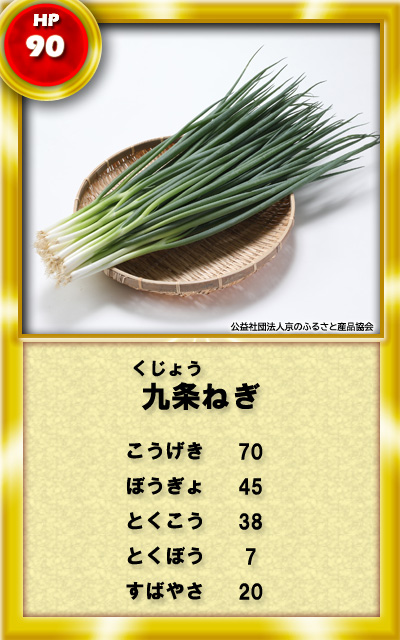 HP
90
公益社団法人京のふるさと産品協会
くじょう
九条ねぎ
こうげき 70
ぼうぎょ 45
とくこう 38
とくぼう 7
すばやさ 20